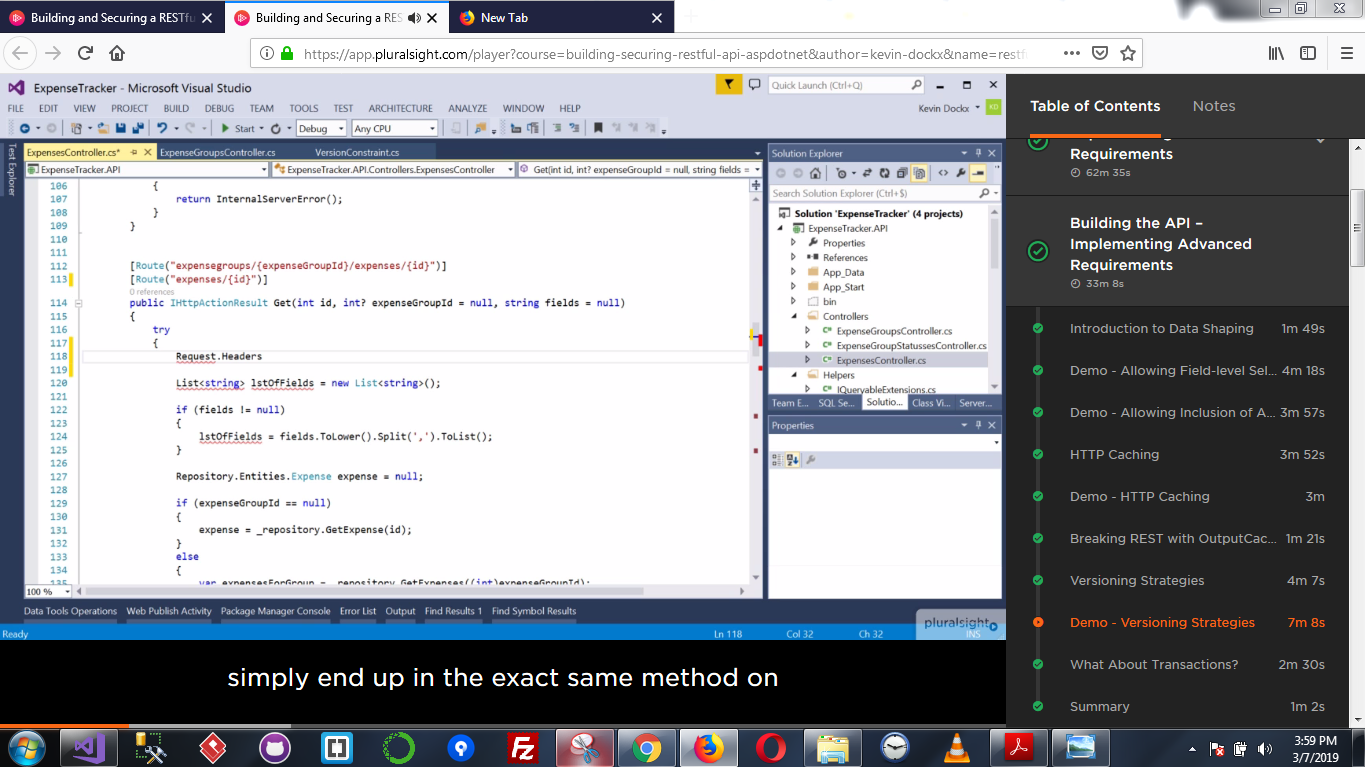 Building and Securing a RESTfu
Building and Securing a RES
New Tab
https://app.pluralsight.com/player?course=building-securing-restful-api-aspdotnet&author=kevin-dockx&name=restf
ExpenseTracker - Microsoft Visual Studio
Quick Launch (Ctrl+Q)
FILE EDIT VIEW PROJECT BUILD DEBUG TEAM TOOLS TEST ARCHITECTURE ANALYZE WINDOW HELP
Kevin Dockx
KD
Start
Debug
Any CPU
Test Explorer
ExpensesController.cs*
ExpenseGroupsController.cs
VersionConstraint.cs
ExpenseTracker.API
ExpenseTracker.API.Controllers.ExpensesController
Get(int id, int? expenseGroupId = null, string fields =
106 {
107 return InternalServerError();
108 }
109 }
110
111
112 [Route("expensegroups/{expenseGroupId}/expenses/{id}")]
113 [Route("expenses/{id}")]
0 references
114 public IHttpActionResult Get(int id, int? expenseGroupId = null, string fields = null)
115 {
116 try
117 {
118 Request.Headers
119
120 List<string> lstOfFields = new List<string>();
121
122 if (fields != null)
123 {
124 lstOfFields = fields.ToLower().Split(',').ToList();
125 }
126
127 Repository.Entities.Expense expense = null;
128
129 if (expenseGroupId == null)
130 {
131 expense = _repository.GetExpense(id);
132 }
133 else
134 {
135 var expensesForGroup = _repository.GetExpenses((int)expenseGroupId);
100 %
Solution Explorer
Search Solution Explorer (Ctrl+$)
Solution 'ExpenseTracker' (4 projects)
ExpenseTracker.API
Properties
References
App_Data
App_Start
bin
Controllers
ExpenseGroupsController.cs
ExpenseGroupStatussesController.cs
ExpensesController.cs
Helpers
IQueryableExtensions.cs
Team E... SQL Se... Solutio... Class Vi... Server...
Properties
Data Tools Operations Web Publish Activity Package Manager Console Error List Output Find Results 1 Find Symbol Results
Ready
Ln 118 Col 32 Ch 32 INS
pluralsight
simply end up in the exact same method on
Table of Contents
Notes
Requirements
62m 35s
Building the API –
Implementing Advanced
Requirements
33m 8s
Introduction to Data Shaping 1m 49s
Demo - Allowing Field-level Sel... 4m 18s
Demo - Allowing Inclusion of A... 3m 57s
HTTP Caching 3m 52s
Demo - HTTP Caching 3m
Breaking REST with OutputCac... 1m 21s
Versioning Strategies 4m 7s
Demo - Versioning Strategies 7m 8s
What About Transactions? 2m 30s
Summary 1m 2s
3:59 PM
3/7/2019